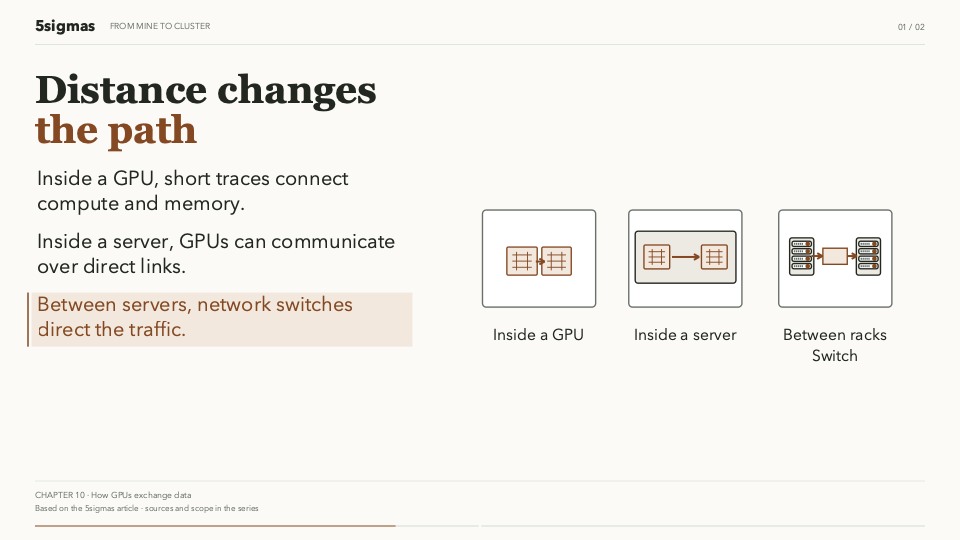 5sigmas
FROM MINE TO CLUSTER
01 / 02
Distance changes
the path
Inside a GPU, short traces connect
compute and memory.
Inside a server, GPUs can communicate
over direct links.
Between servers, network switches
direct the traffic.
Inside a GPU
Inside a server
Between racks
Switch
CHAPTER 10 · How GPUs exchange data
Based on the 5sigmas article · sources and scope in the series